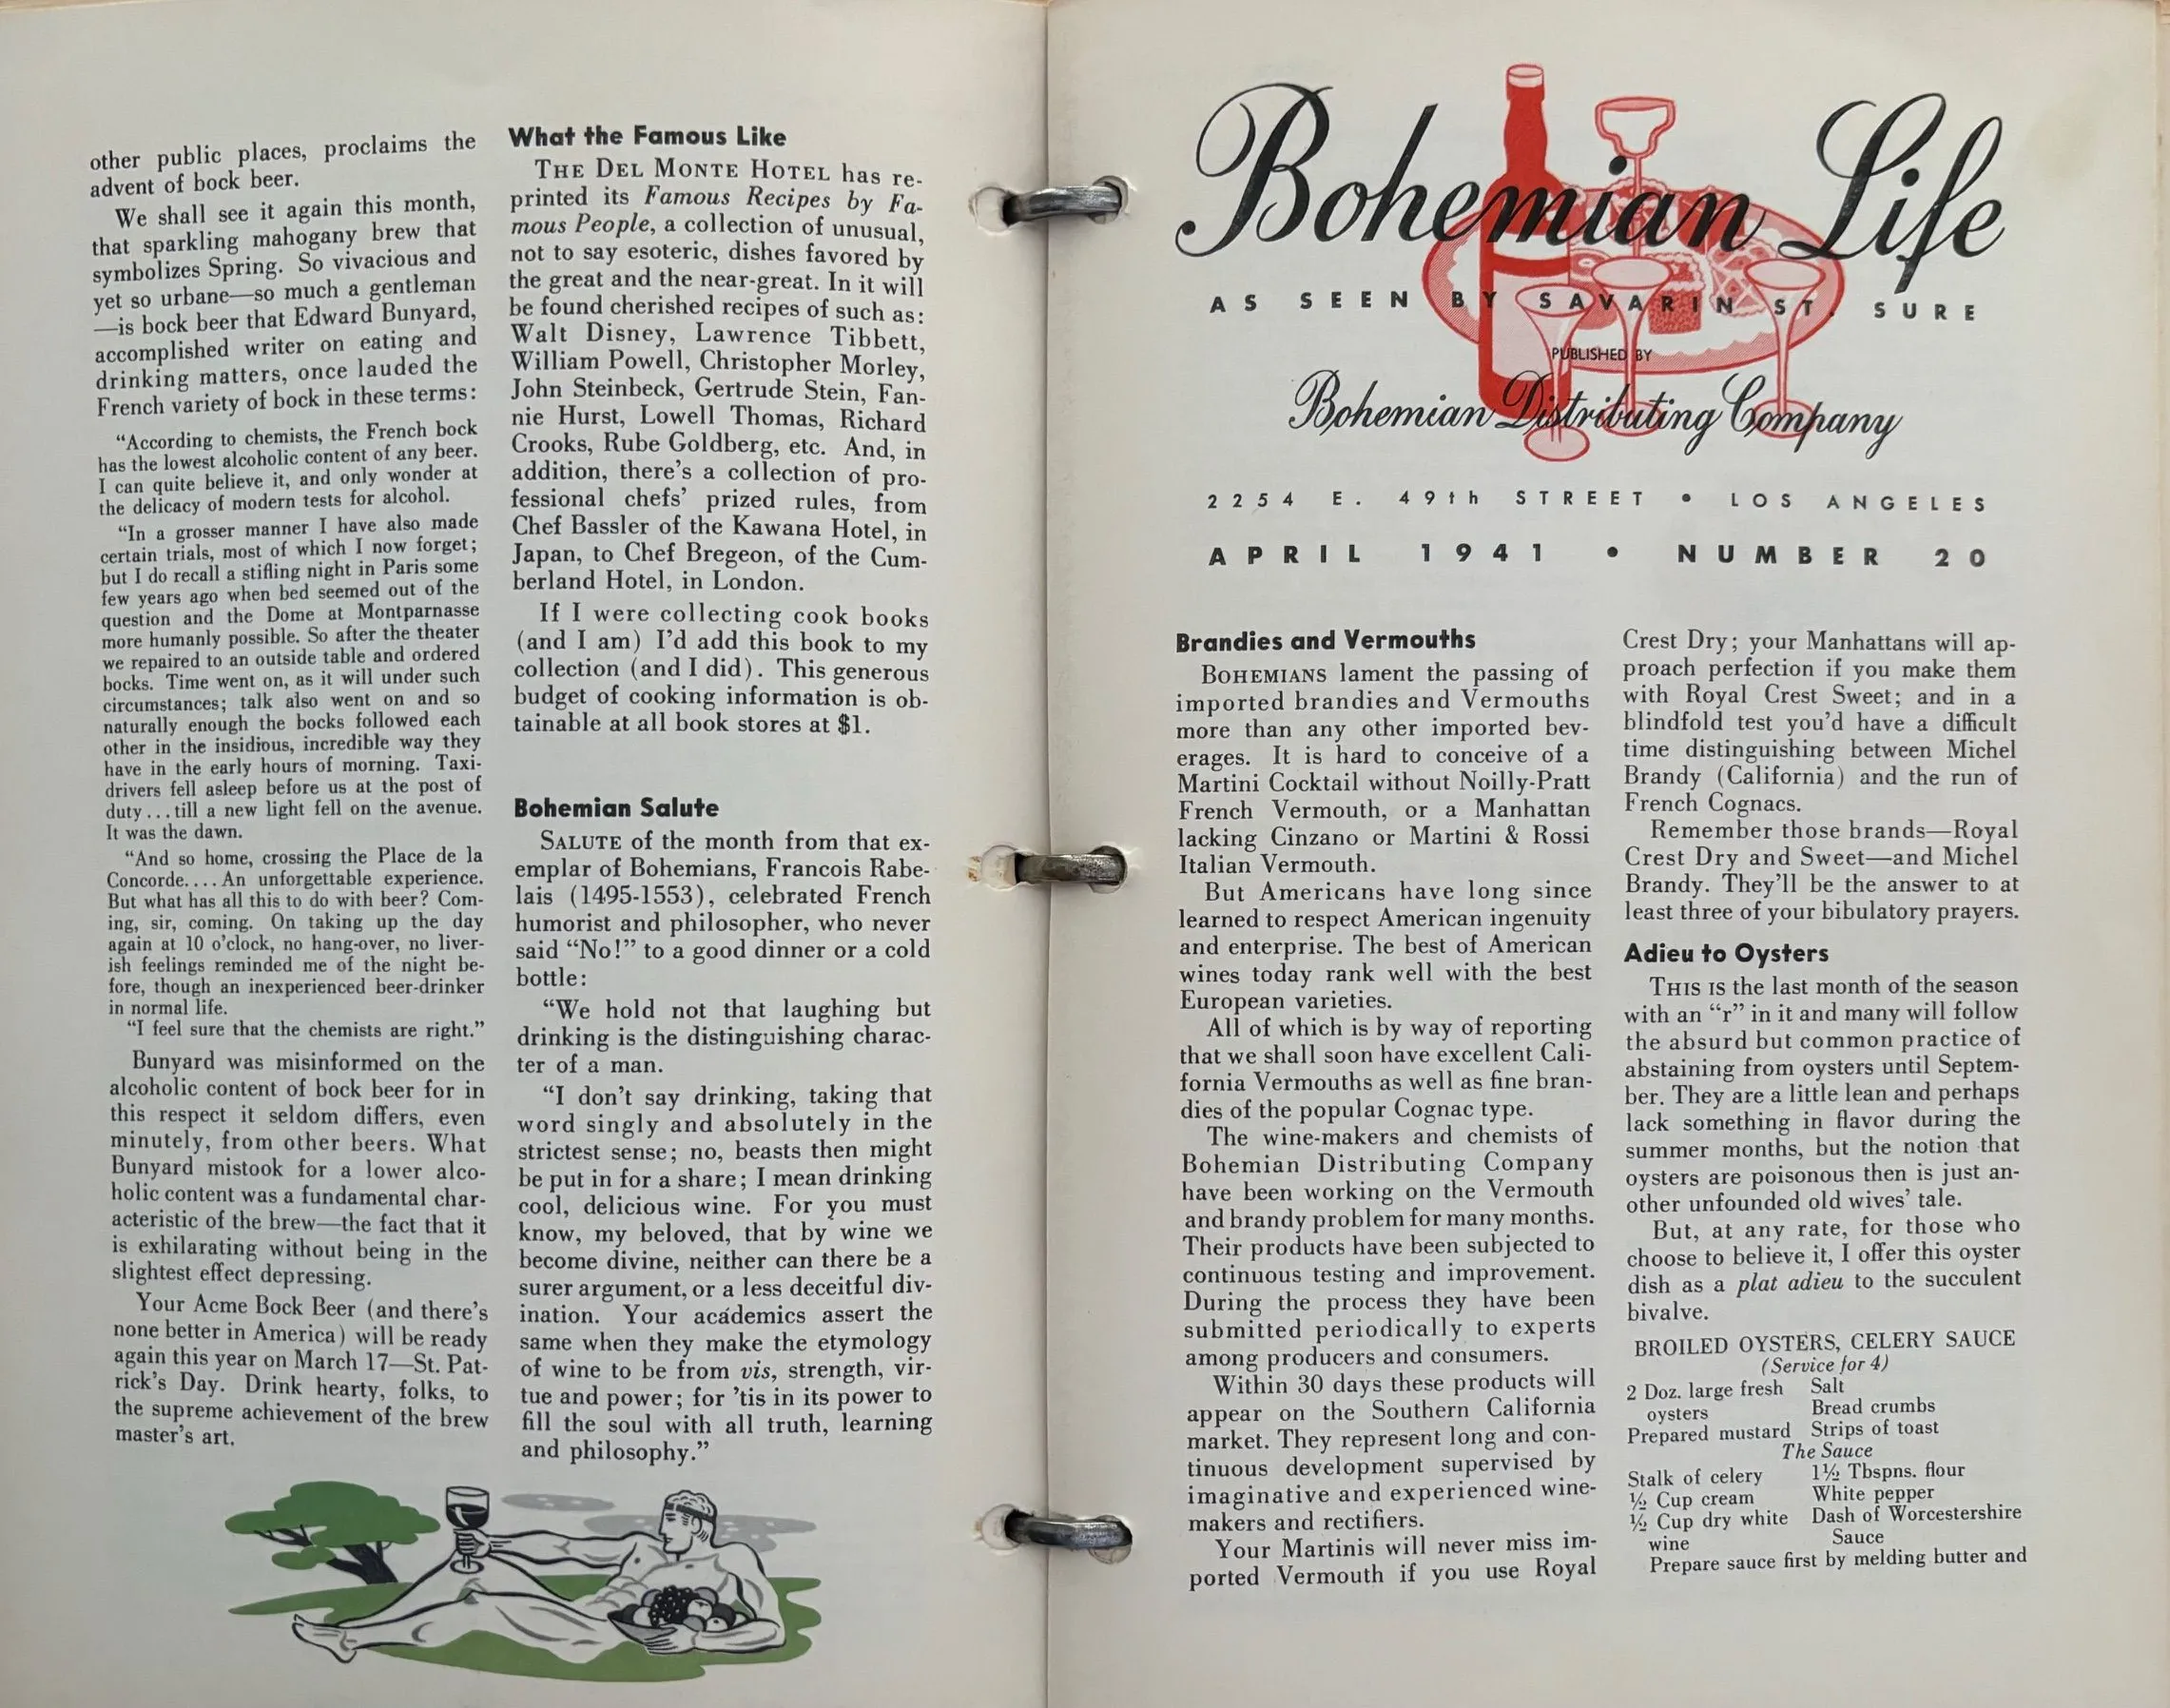 other public places, proclaims the
advent of bock beer.
We shall see it again this month,
that sparkling mahogany brew that
symbolizes Spring. So vivacious and
yet so urbane—so much a gentleman
—is bock beer that Edward Bunyard,
accomplished writer on eating and
drinking matters, once lauded the
French variety of bock in these terms:
“According to chemists, the French bock
has the lowest alcoholic content of any beer.
I can quite believe it, and only wonder at
the delicacy of modern tests for alcohol.
“In a grosser manner I have also made
certain trials, most of which I now forget;
but I do recall a stifling night in Paris some
few years ago when bed seemed out of the
question and the Dome at Montparnasse
more humanly possible. So after the theater
we repaired to an outside table and ordered
bocks. Time went on, as it will under such
circumstances; talk also went on and so
naturally enough the bocks followed each
other in the insidious, incredible way they
have in the early hours of morning. Taxi-
drivers fell asleep before us at the post of
duty...till a new light fell on the avenue.
It was the dawn.
“And so home, crossing the Place de la
Concorde.... An unforgettable experience.
But what has all this to do with beer? Com-
ing, sir, coming. On taking up the day
again at 10 o’clock, no hang-over, no liver-
ish feelings reminded me of the night be-
fore, though an inexperienced beer-drinker
in normal life.
“I feel sure that the chemists are right.”
Bunyard was misinformed on the
alcoholic content of bock beer for in
this respect it seldom differs, even
minutely, from other beers. What
Bunyard mistook for a lower alco-
holic content was a fundamental char-
acteristic of the brew—the fact that it
is exhilarating without being in the
slightest effect depressing.
Your Acme Bock Beer (and there’s
none better in America) will be ready
again this year on March 17—St. Pat-
rick’s Day. Drink hearty, folks, to
the supreme achievement of the brew
master’s art.
What the Famous Like
THE DEL MONTE HOTEL has re-
printed its Famous Recipes by Fa-
mous People, a collection of unusual,
not to say esoteric, dishes favored by
the great and the near-great. In it will
be found cherished recipes of such as:
Walt Disney, Lawrence Tibbett,
William Powell, Christopher Morley,
John Steinbeck, Gertrude Stein, Fan-
nie Hurst, Lowell Thomas, Richard
Crooks, Rube Goldberg, etc. And, in
addition, there’s a collection of pro-
fessional chefs’ prized rules, from
Chef Bassler of the Kawana Hotel, in
Japan, to Chef Bregeon, of the Cum-
berland Hotel, in London.
If I were collecting cook books
(and I am) I’d add this book to my
collection (and I did). This generous
budget of cooking information is ob-
tainable at all book stores at $1.
Bohemian Salute
SALUTE of the month from that ex-
emplar of Bohemians, Francois Rabe-
lais (1495-1553), celebrated French
humorist and philosopher, who never
said “No!” to a good dinner or a cold
bottle:
“We hold not that laughing but
drinking is the distinguishing charac-
ter of a man.
“I don’t say drinking, taking that
word singly and absolutely in the
strictest sense; no, beasts then might
be put in for a share; I mean drinking
cool, delicious wine. For you must
know, my beloved, that by wine we
become divine, neither can there be a
surer argument, or a less deceitful div-
ination. Your academics assert the
same when they make the etymology
of wine to be from vis, strength, vir-
tue and power; for ’tis in its power to
fill the soul with all truth, learning
and philosophy.”
Bohemian Life
AS SEEN BY SAVARIN ST. SURE
PUBLISHED BY
Bohemian Distributing Company
2254 E. 49th STREET • LOS ANGELES
APRIL 1941 • NUMBER 20
Brandies and Vermouths
BOHEMIANS lament the passing of
imported brandies and Vermouths
more than any other imported bev-
erages. It is hard to conceive of a
Martini Cocktail without Noilly-Pratt
French Vermouth, or a Manhattan
lacking Cinzano or Martini & Rossi
Italian Vermouth.
But Americans have long since
learned to respect American ingenuity
and enterprise. The best of American
wines today rank well with the best
European varieties.
All of which is by way of reporting
that we shall soon have excellent Cali-
fornia Vermouths as well as fine bran-
dies of the popular Cognac type.
The wine-makers and chemists of
Bohemian Distributing Company
have been working on the Vermouth
and brandy problem for many months.
Their products have been subjected to
continuous testing and improvement.
During the process they have been
submitted periodically to experts
among producers and consumers.
Within 30 days these products will
appear on the Southern California
market. They represent long and con-
tinuous development supervised by
imaginative and experienced wine-
makers and rectifiers.
Your Martinis will never miss im-
ported Vermouth if you use Royal
Crest Dry; your Manhattans will ap-
proach perfection if you make them
with Royal Crest Sweet; and in a
blindfold test you’d have a difficult
time distinguishing between Michel
Brandy (California) and the run of
French Cognacs.
Remember those brands—Royal
Crest Dry and Sweet—and Michel
Brandy. They’ll be the answer to at
least three of your bibulatory prayers.
Adieu to Oysters
THIS IS the last month of the season
with an “r” in it and many will follow
the absurd but common practice of
abstaining from oysters until Septem-
ber. They are a little lean and perhaps
lack something in flavor during the
summer months, but the notion that
oysters are poisonous then is just an-
other unfounded old wives’ tale.
But, at any rate, for those who
choose to believe it, I offer this oyster
dish as a plat adieu to the succulent
bivalve.
BROILED OYSTERS, CELERY SAUCE
(Service for 4)
2 Doz. large fresh Salt
oysters Bread crumbs
Prepared mustard Strips of toast
The Sauce
Stalk of celery 1½ Tbspns. flour
½ Cup cream White pepper
½ Cup dry white Dash of Worcestershire
wine Sauce
Prepare sauce first by melding butter and